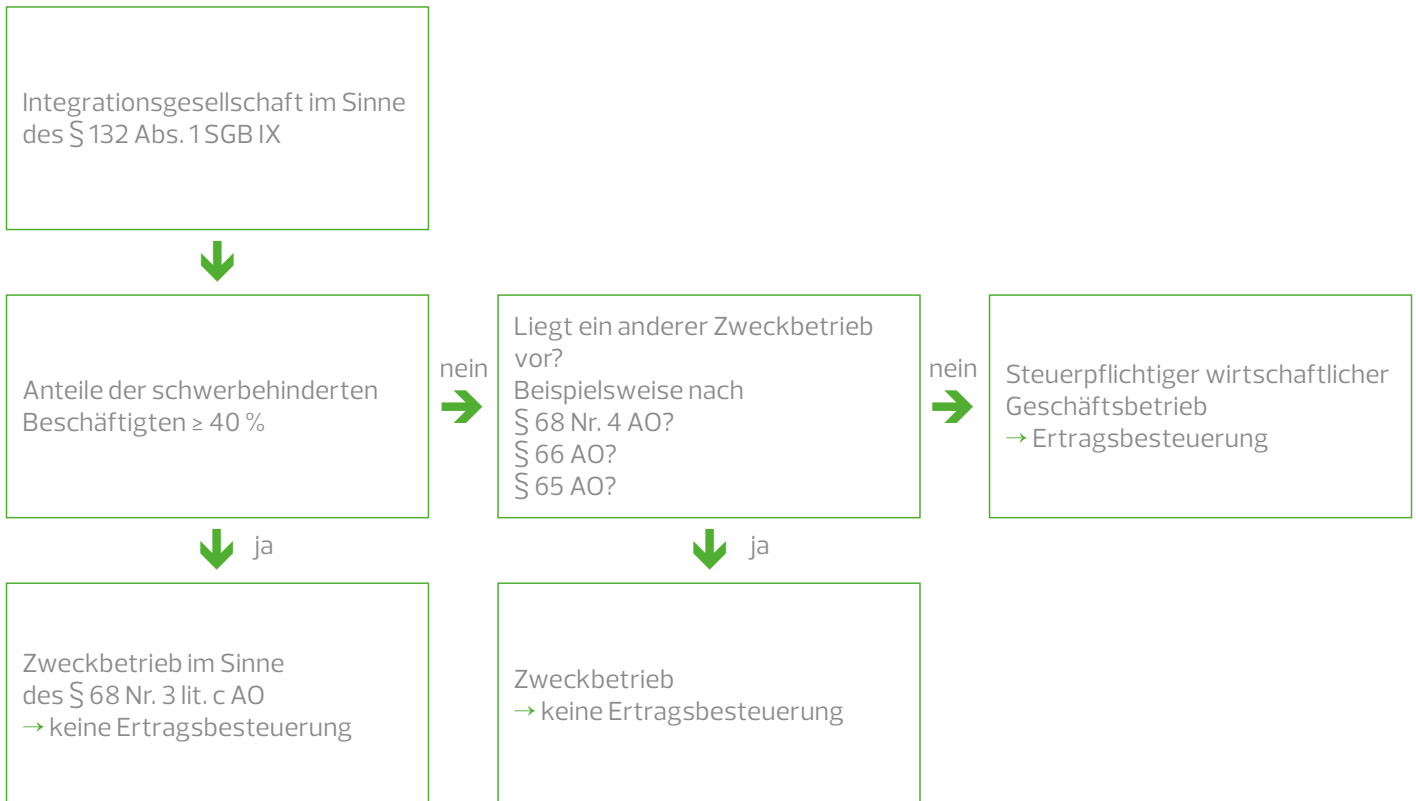 Integrationsgesellschaft im Sinne
des § 132 Abs. 1 SGB IX
Anteile der schwerbehinderten
Beschäftigten ≥ 40 %
nein
Liegt ein anderer Zweckbetrieb
vor?
Beispielsweise nach
§ 68 Nr. 4 AO?
§ 66 AO?
§ 65 AO?
nein
Steuerpflichtiger wirtschaftlicher
Geschäftsbetrieb
→ Ertragsbesteuerung
ja
ja
Zweckbetrieb im Sinne
des § 68 Nr. 3 lit. c AO
→ keine Ertragsbesteuerung
Zweckbetrieb
→ keine Ertragsbesteuerung